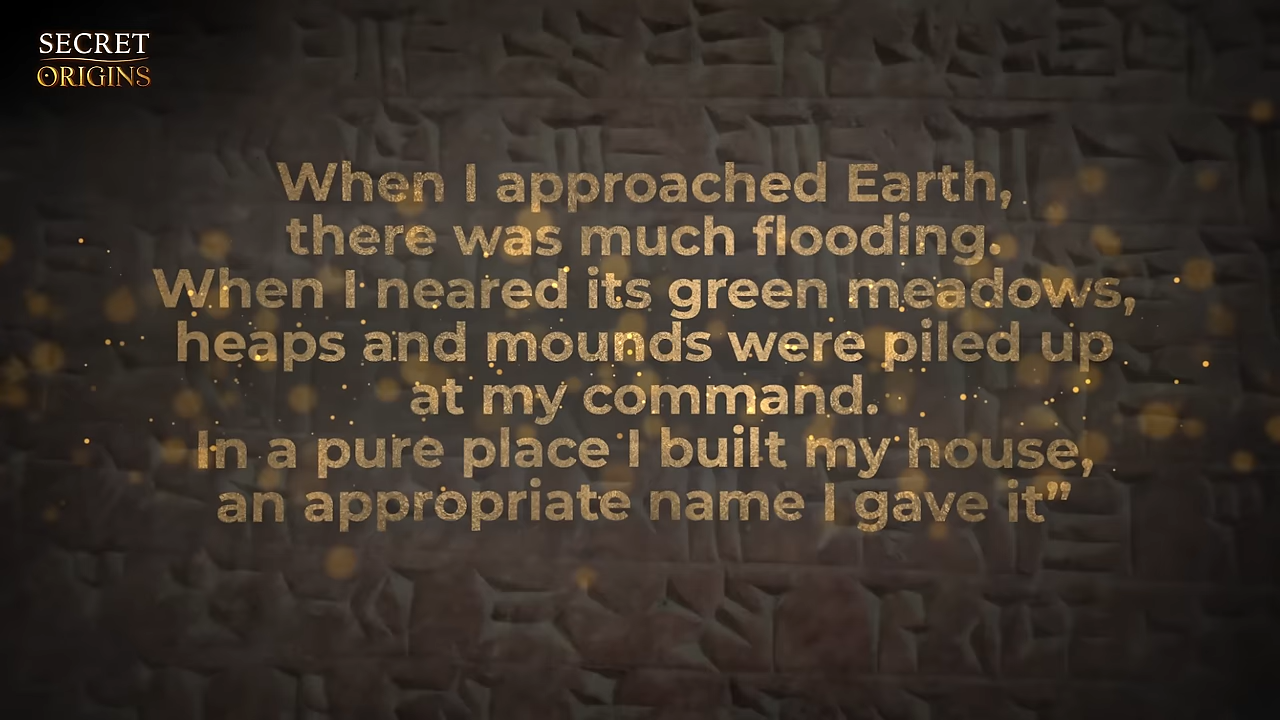 SECRET
ORIGINS
When I approached Earth,
there was much flooding.
When I neared its green meadows,
heaps and mounds were piled up
at my command.
In a pure place I built my house,
an appropriate name I gave it”